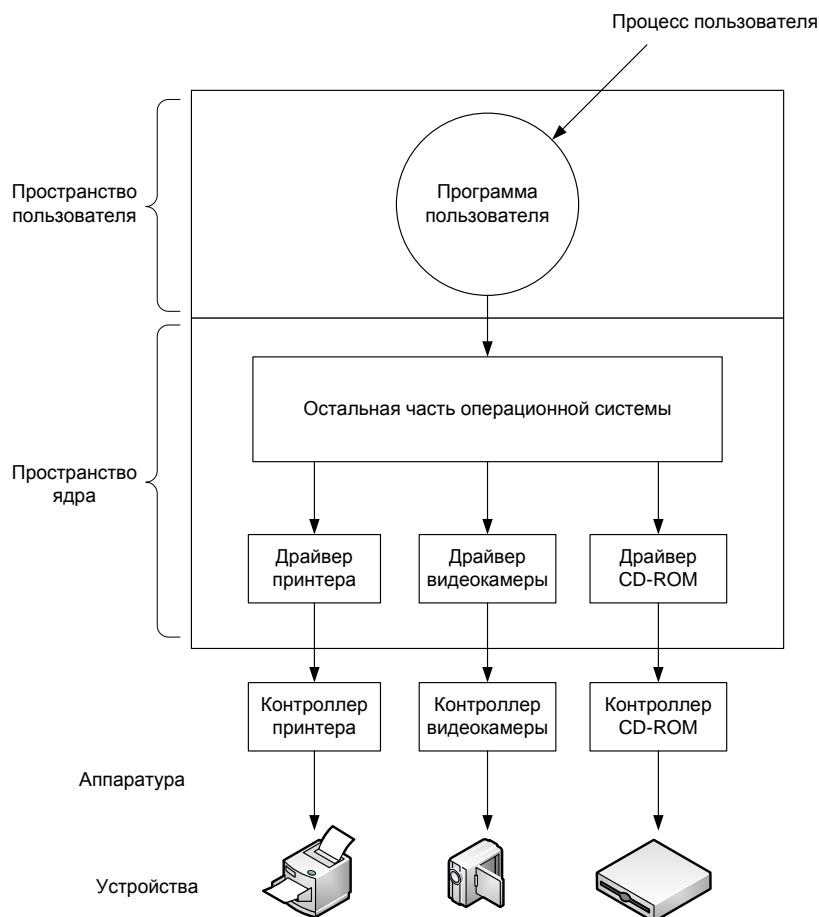 Процесс пользователя
Пространство
пользователя
Программа
пользователя
Остальная часть операционной системы
Пространство
ядра
Драйвер
принтера
Драйвер
видеокамеры
Драйвер
CD-ROM
Контроллер
принтера
Контроллер
видеокамеры
Контроллер
CD-ROM
Аппаратура
Устройства